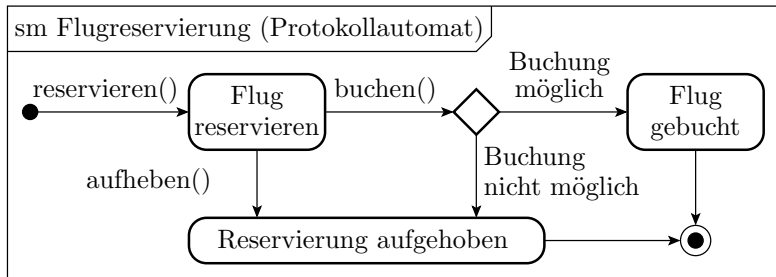 sm Flugreservierung (Protokollautomat)
reservieren()
Flug
reservieren
buchen()
Buchung
möglich
Flug
gebucht
aufheben()
Buchung
nicht möglich
Reservierung aufgehoben